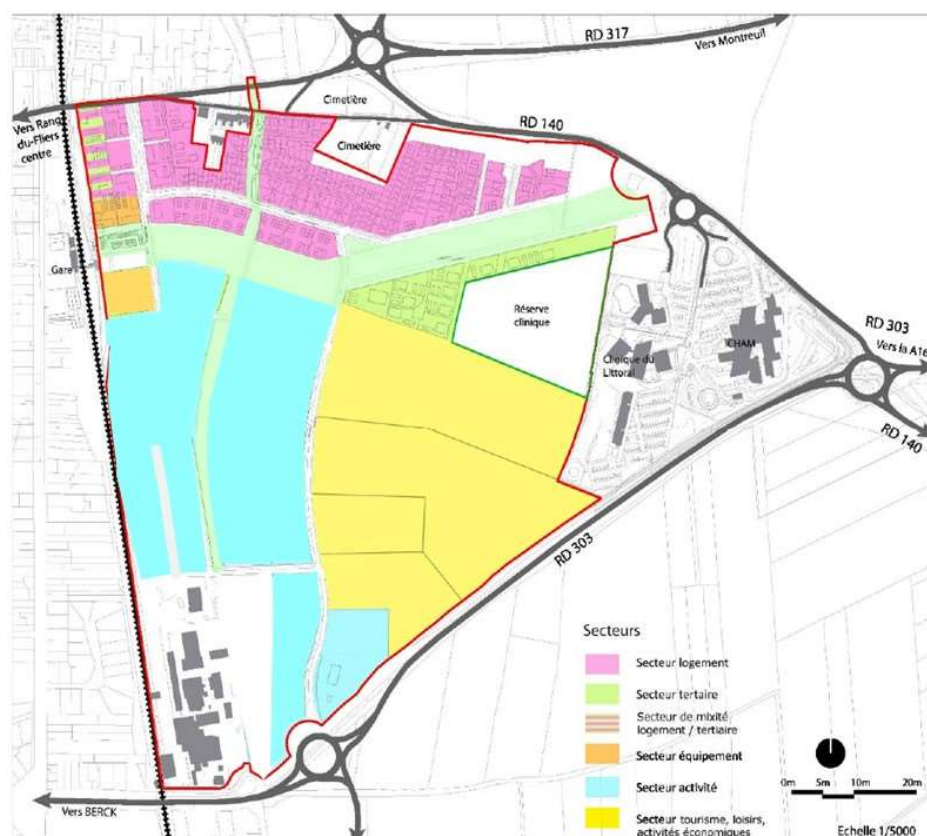 RD 317
Vers Montreuil
Cimetière
Vers Rang
du-Fliers
centre
RD 140
Cimetière
Gare
Réserve
clinique
RD 303
Vers la A16
CHAM
Clinique du
Littoral
RD 140
RD 303
Secteurs
Secteur logement
Secteur tertaire
Secteur de mixité
logement / tertiaire
Secteur équipement
Secteur activité
Secteur tourisme, loisirs,
activités économiques
0m 5m 10m 20m
Echelle 1/5000
Vers BERCK